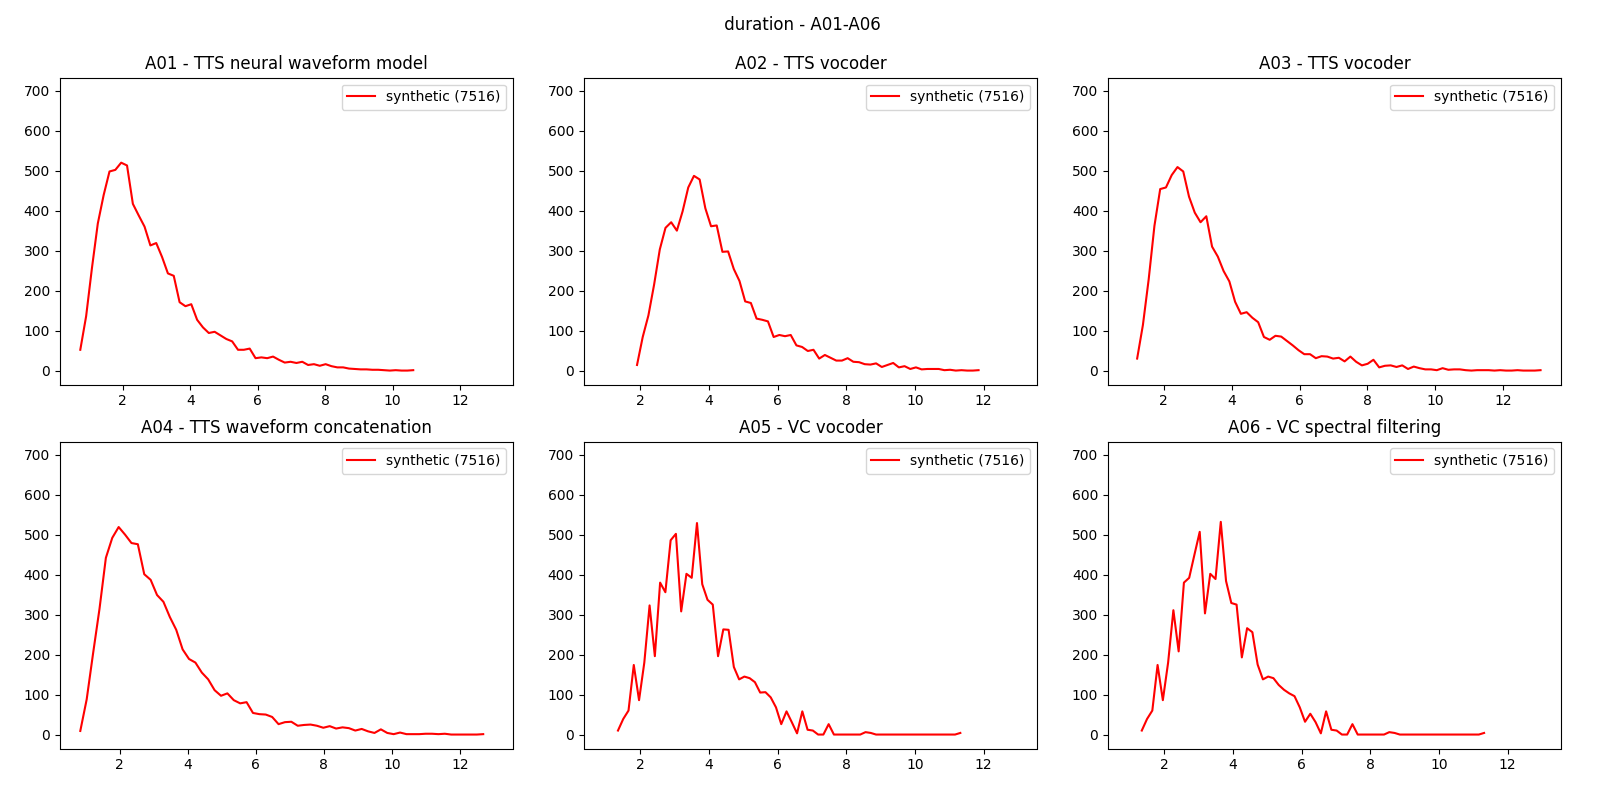 duration - A01-A06
A01 - TTS neural waveform model
synthetic (7516)
700
600
500
400
300
200
100
0
2 4 6 8 10 12
A02 - TTS vocoder
synthetic (7516)
700
600
500
400
300
200
100
0
2 4 6 8 10 12
A03 - TTS vocoder
synthetic (7516)
700
600
500
400
300
200
100
0
2 4 6 8 10 12
A04 - TTS waveform concatenation
synthetic (7516)
700
600
500
400
300
200
100
0
2 4 6 8 10 12
A05 - VC vocoder
synthetic (7516)
700
600
500
400
300
200
100
0
2 4 6 8 10 12
A06 - VC spectral filtering
synthetic (7516)
700
600
500
400
300
200
100
0
2 4 6 8 10 12